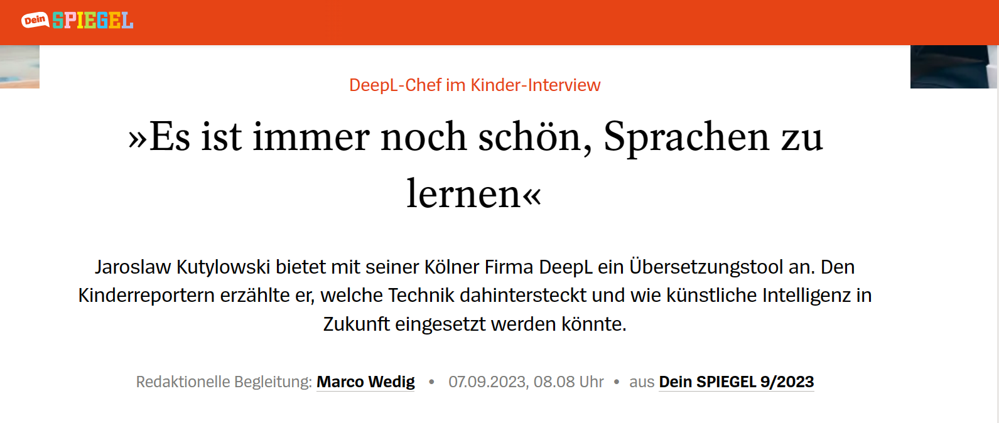 Dein SPIEGEL
DeepL-Chef im Kinder-Interview
»Es ist immer noch schön, Sprachen zu
lernen«
Jaroslaw Kutylowski bietet mit seiner Kölner Firma DeepL ein Übersetzungstool an. Den
Kinderreportern erzählte er, welche Technik dahintersteckt und wie künstliche Intelligenz in
Zukunft eingesetzt werden könnte.
Redaktionelle Begleitung: Marco Wedig • 07.09.2023, 08.08 Uhr • aus Dein SPIEGEL 9/2023